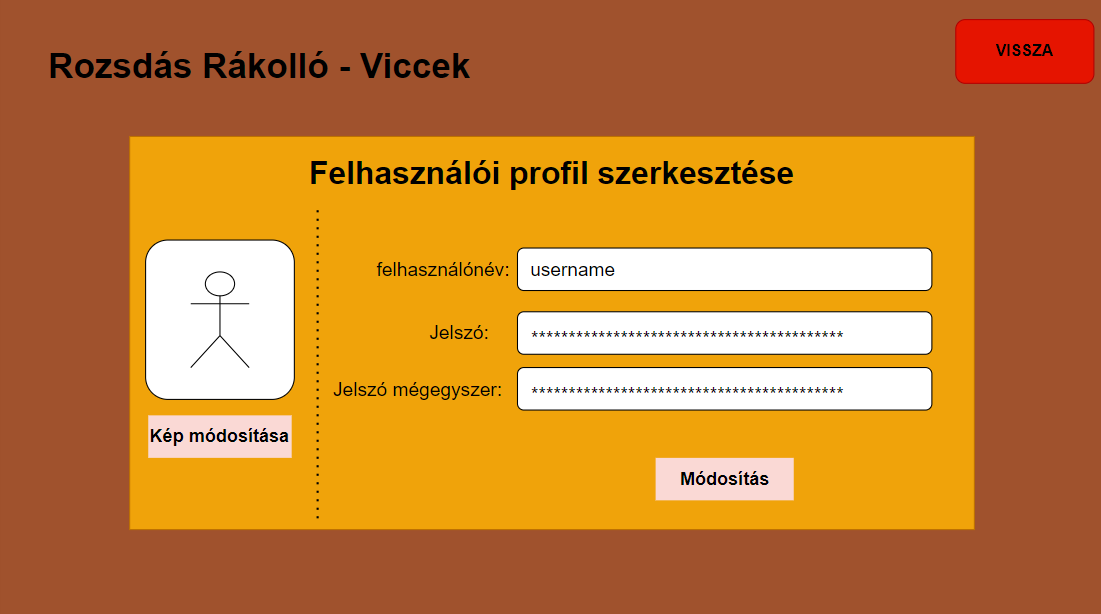 Rozsdás Rákolló - Viccek
VISSZA
Felhasználói profil szerkesztése
felhasználónév: username
Jelszó: ******************************************
Jelszó mégegyszer: ******************************************
Kép módosítása
Módosítás